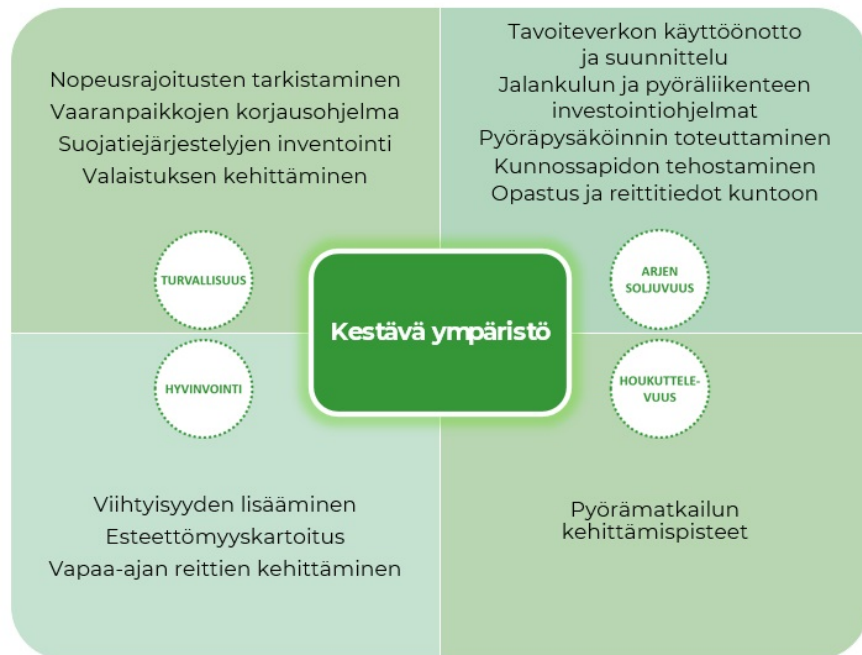 Nopeusrajoitusten tarkistaminen
Vaaranpaikkojen korjausohjelma
Suojatiejärjestelyjen inventointi
Valaistuksen kehittäminen
TURVALLISUUS
Tavoiteverkon käyttöönotto
ja suunnittelu
Jalankulun ja pyöräliikenteen
investointiohjelmat
Pyöräpysäköinnin toteuttaminen
Kunnossapidon tehostaminen
Opastus ja reittitiedot kuntoon
ARJEN
SOLJUVUUS
Kestävä ympäristö
HYVINVOINTI
Viihtyisyyden lisääminen
Esteettömyyskartoitus
Vapaa-ajan reittien kehittäminen
HOUKUTTELE-
VUUS
Pyörämatkailun
kehittämispisteet